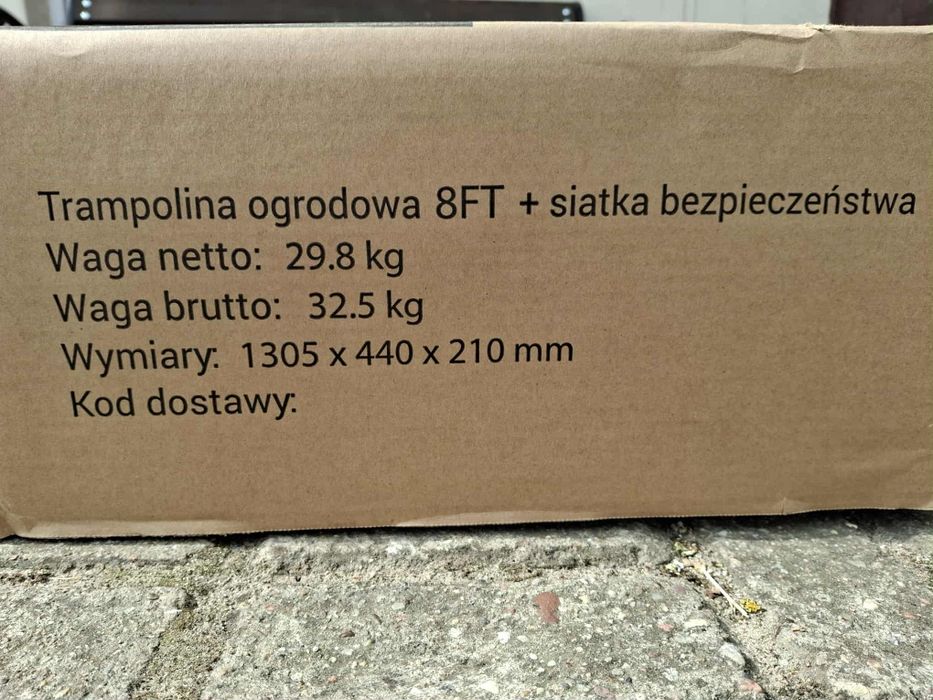 Trampolina ogrodowa 8FT + siatka bezpieczeństwa
Waga netto: 29.8 kg
Waga brutto: 32.5 kg
Wymiary: 1305 x 440 x 210 mm
Kod dostawy: